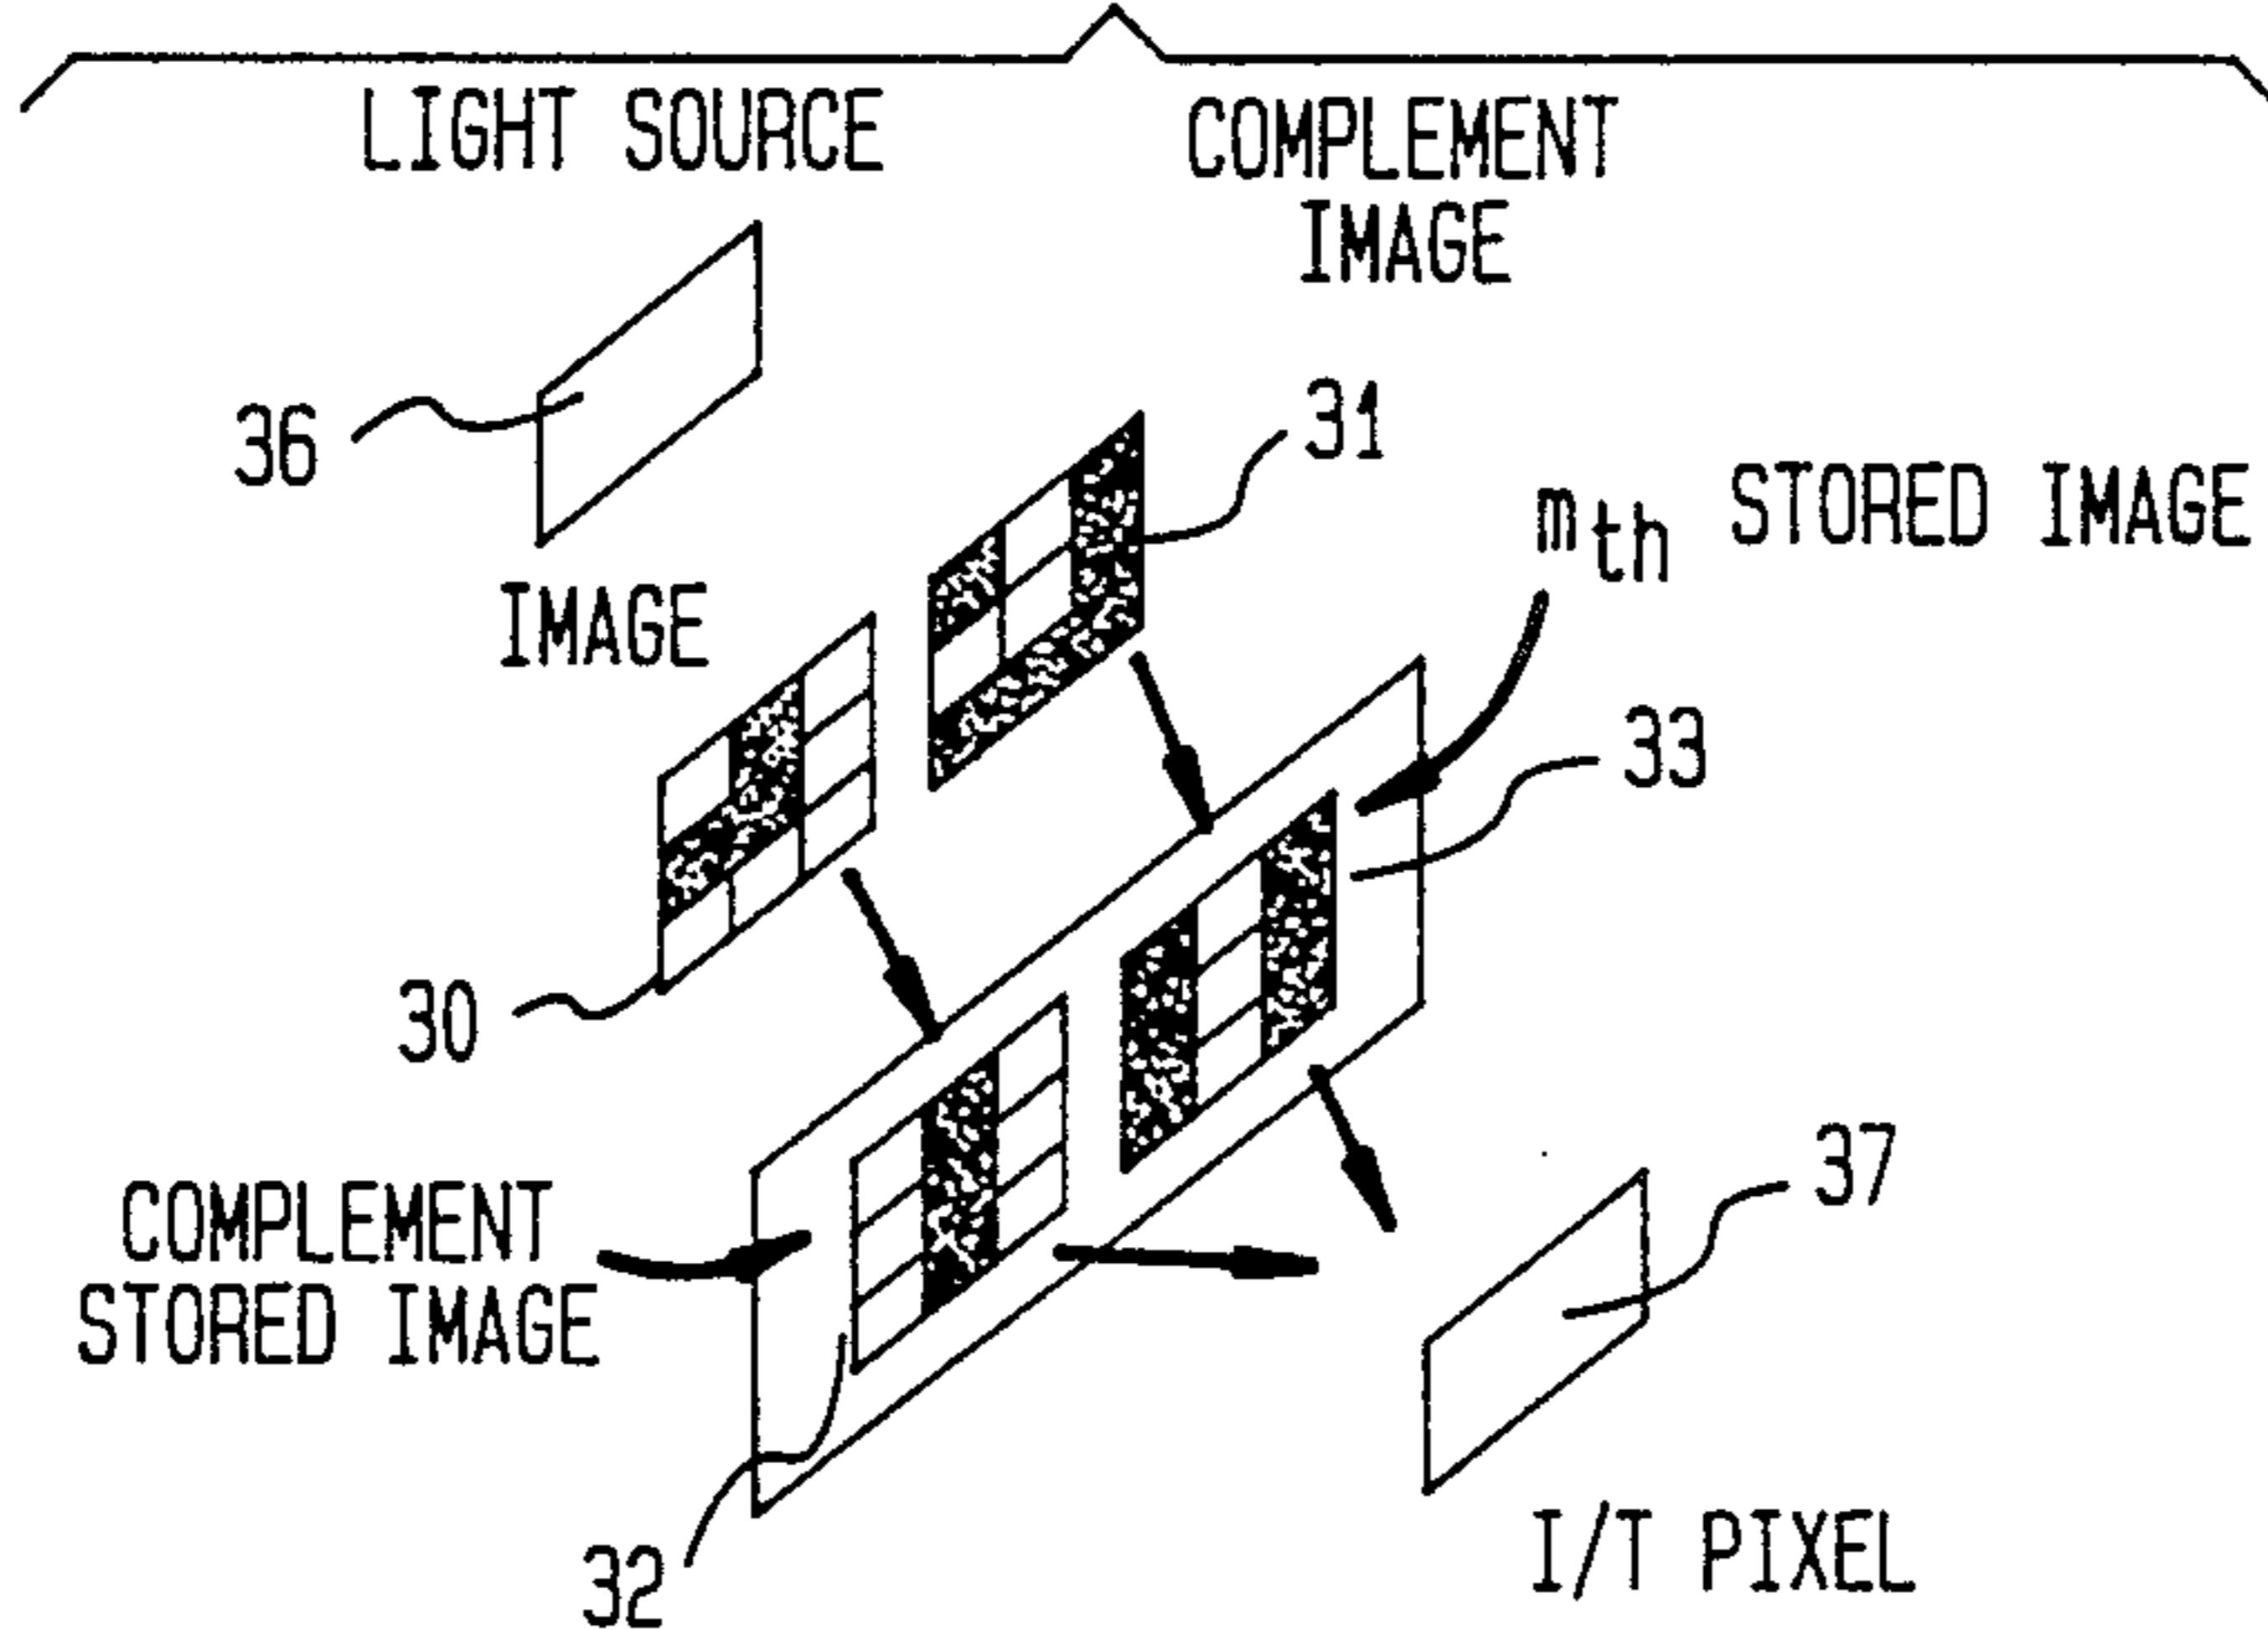 LIGHT SOURCE
COMPLEMENT
IMAGE
36
31
mth STORED IMAGE
IMAGE
33
30
37
COMPLEMENT
STORED IMAGE
32
I/T PIXEL